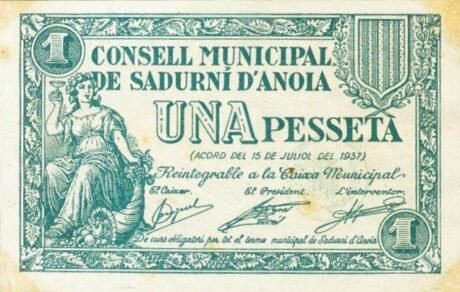 1
CONSELL MUNICIPAL
DE SADURNÍ D'ANOIA
UNA PESSETA
(ACORD DEL 15 DE JULIOL DEL 1937)
Reintegrable a la Caixa Municipal
El Caixer. El President. L'interventor.
De curs obligatori per tot el terme municipal de Sadurní d'Anoia
1